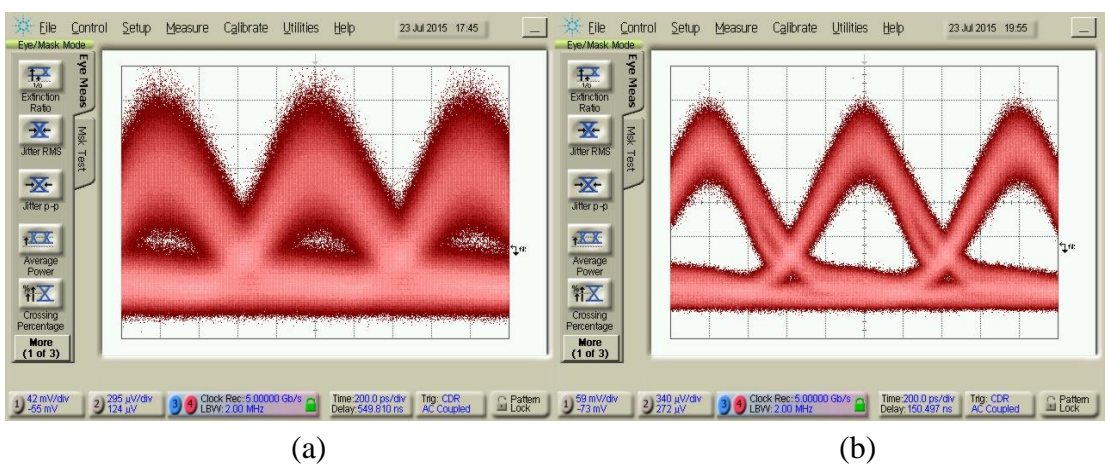 File Control Setup Measure Calibrate Utilities Help 23 Jul 2015 17:45
Eye/Mask Mode
Eye Meas
Msk Test
Extinction
Ratio
Jitter RMS
Jitter p-p
Average
Power
Crossing
Percentage
More
(1 of 3)
1) 42 mV/div
-55 mV
2) 295 µV/div
124 µV
3) 4) Clock Rec: 5.00000 Gb/s
LBW: 2.00 MHz
Time: 200.0 ps/div
Delay: 549.810 ns
Trig: CDR
AC Coupled
Pattern
Lock
(a)
File Control Setup Measure Calibrate Utilities Help 23 Jul 2015 19:55
Eye/Mask Mode
Eye Meas
Msk Test
Extinction
Ratio
Jitter RMS
Jitter p-p
Average
Power
Crossing
Percentage
More
(1 of 3)
1) 59 mV/div
-73 mV
2) 340 µV/div
272 µV
3) 4) Clock Rec: 5.00000 Gb/s
LBW: 2.00 MHz
Time: 200.0 ps/div
Delay: 150.497 ns
Trig: CDR
AC Coupled
Pattern
Lock
(b)